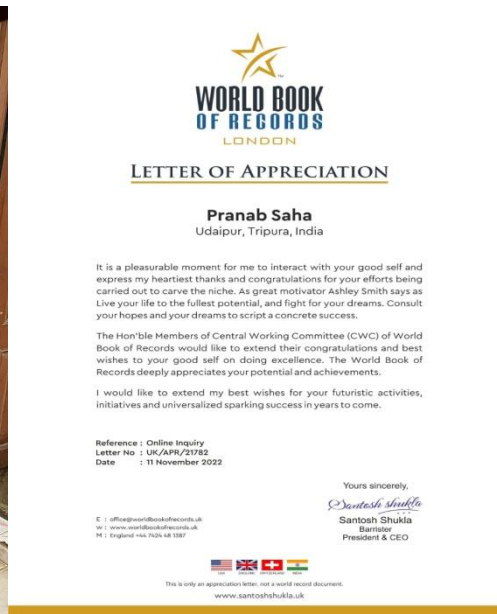 WORLD BOOK
OF RECORDS
LONDON
LETTER OF APPRECIATION
Pranab Saha
Udaipur, Tripura, India
It is a pleasurable moment for me to interact with your good self and
express my heartiest thanks and congratulations for your efforts being
carried out to carve the niche. As great motivator Ashley Smith says as
Live your life to the fullest potential, and fight for your dreams. Consult
your hopes and your dreams to script a concrete success.
The Hon'ble Members of Central Working Committee (CWC) of World
Book of Records would like to extend their congratulations and best
wishes to your good self on doing excellence. The World Book of
Records deeply appreciates your potential and achievements.
I would like to extend my best wishes for your futuristic activities,
initiatives and universalized sparking success in years to come.
Reference : Online Inquiry
Letter No : UK/APR/21782
Date : 11 November 2022
Yours sincerely,
Santosh Shukla
Santosh Shukla
Barrister
President & CEO
E : office@worldbookofrecords.uk
W : www.worldbookofrecords.uk
M : England +44 7424 48 1387
USA ENGLAND SWITZERLAND INDIA
This is only an appreciation letter, not a world record document.
www.santoshshukla.uk